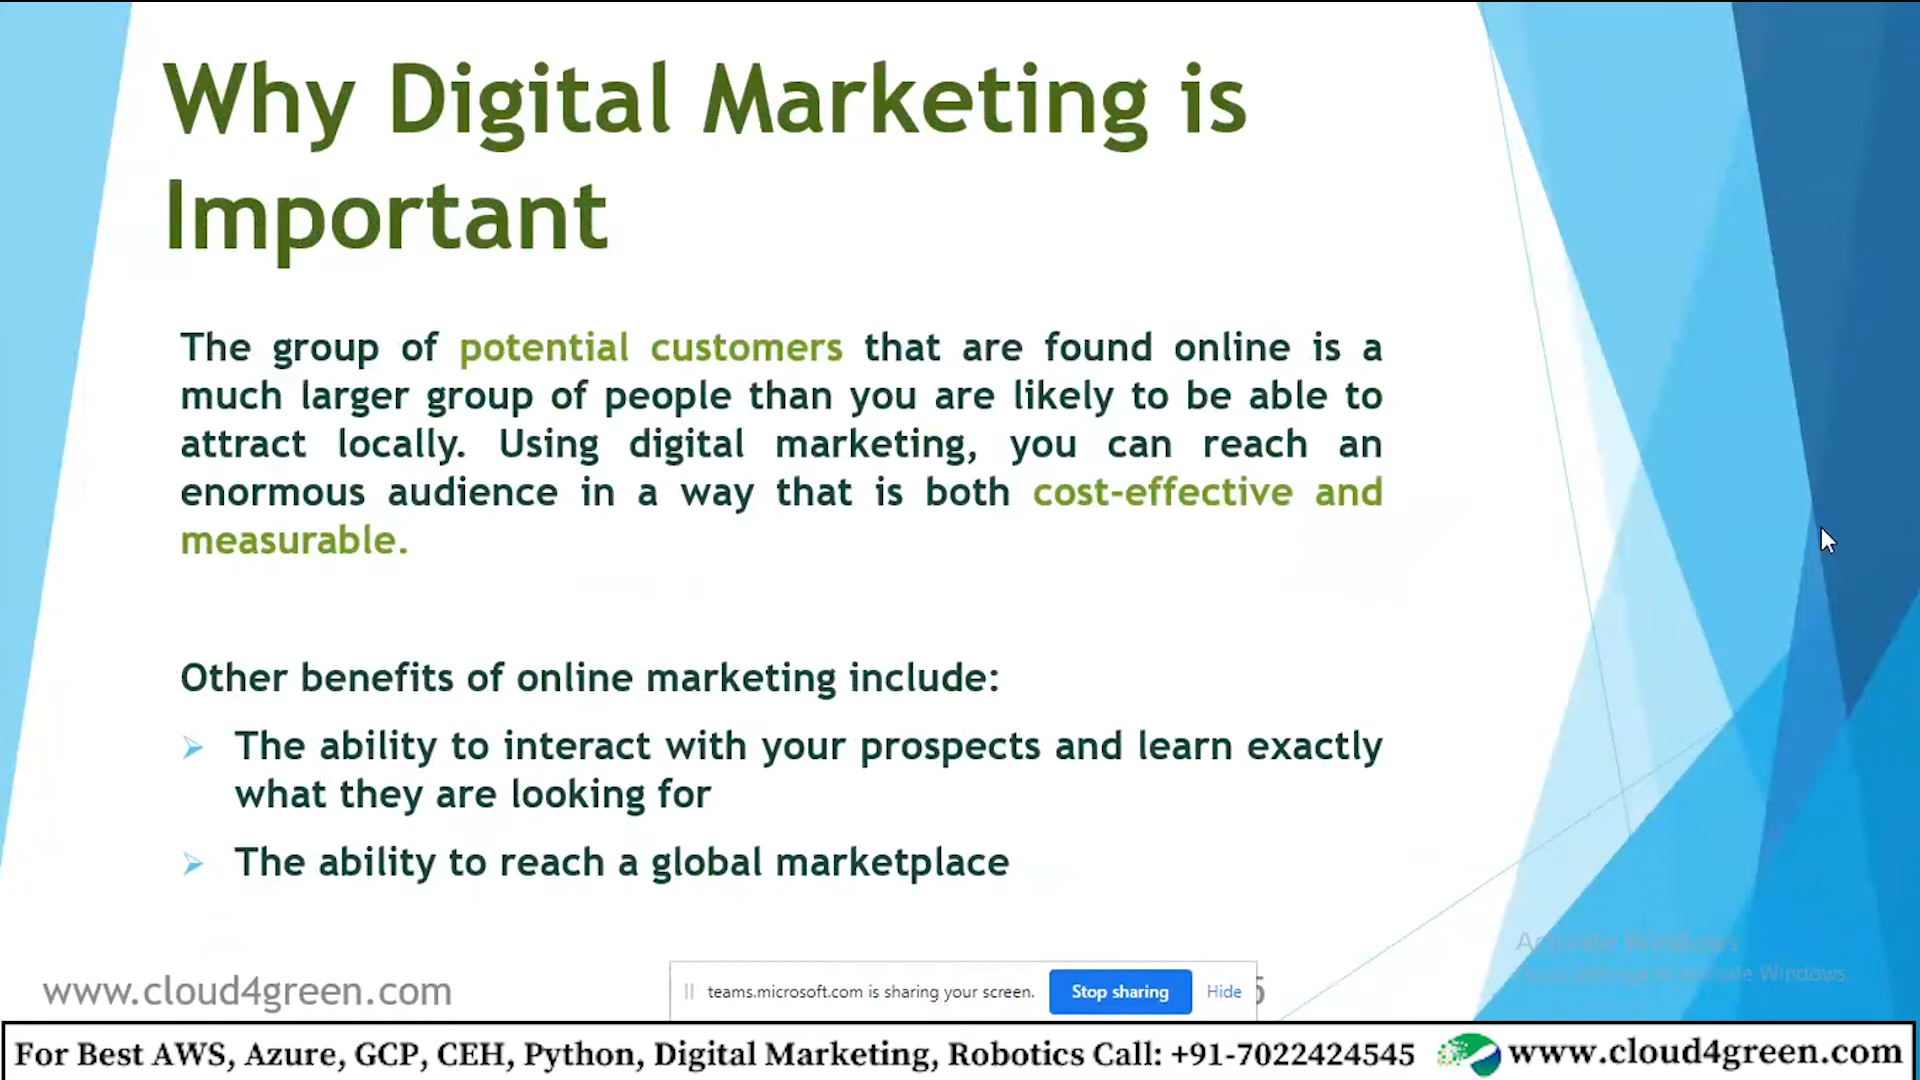 Why Digital Marketing is
Important
The group of potential customers that are found online is a
much larger group of people than you are likely to be able to
attract locally. Using digital marketing, you can reach an
enormous audience in a way that is both cost-effective and
measurable.
Other benefits of online marketing include:
The ability to interact with your prospects and learn exactly
what they are looking for
The ability to reach a global marketplace
Activate Windows
Windows.
www.cloud4green.com
teams.microsoft.com is sharing your screen.
Stop sharing
Hide
5
For Best AWS, Azure, GCP, CEH, Python, Digital Marketing, Robotics Call: +91-7022424545 www.cloud4green.com